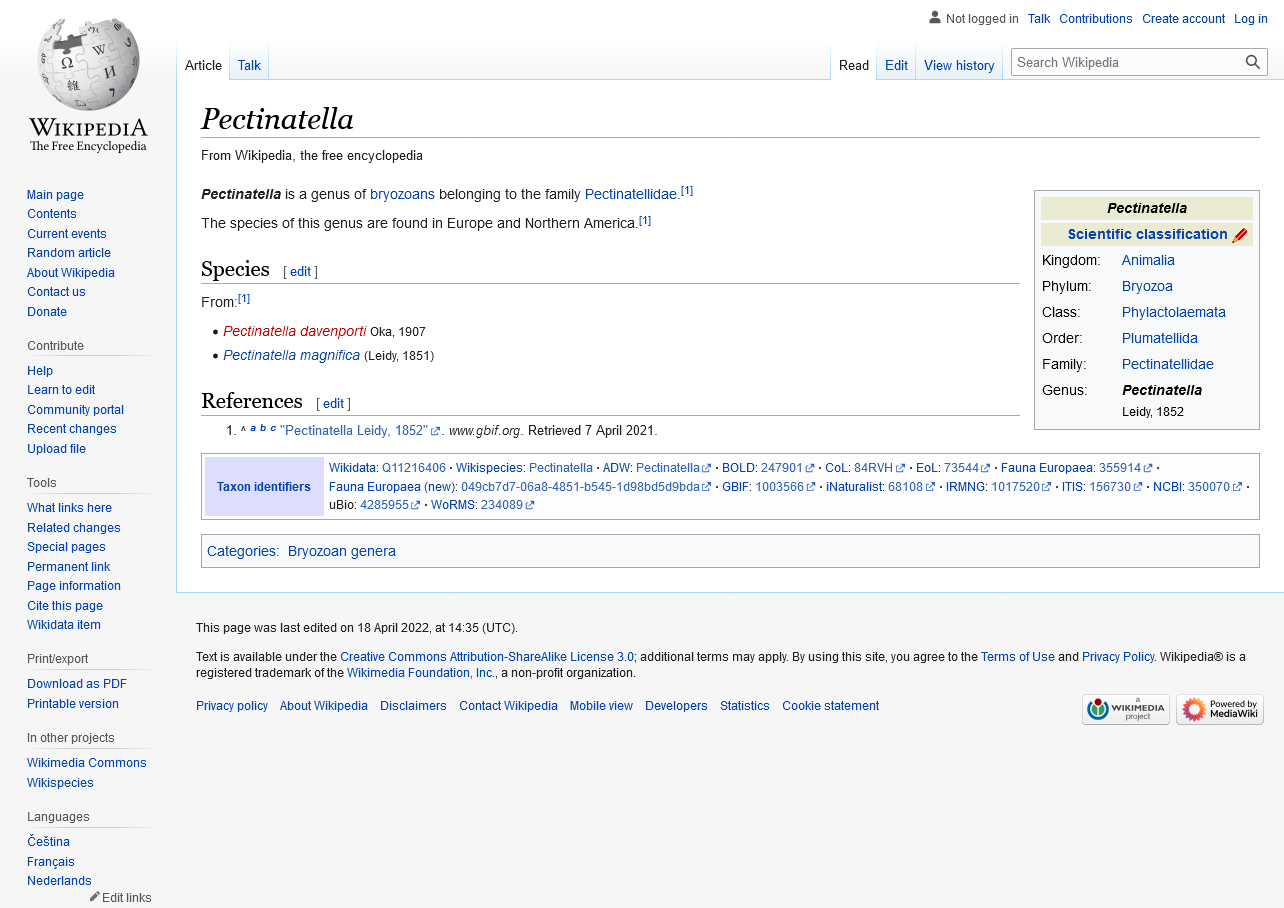 Not logged in Talk Contributions Create account Log in
Article Talk Read Edit View history Search Wikipedia
WIKIPEDIA
The Free Encyclopedia
Main page
Contents
Current events
Random article
About Wikipedia
Contact us
Donate
Contribute
Help
Learn to edit
Community portal
Recent changes
Upload file
Tools
What links here
Related changes
Special pages
Permanent link
Page information
Cite this page
Wikidata item
Print/export
Download as PDF
Printable version
In other projects
Wikimedia Commons
Wikispecies
Languages
Čeština
Français
Nederlands
Edit links
Pectinatella
From Wikipedia, the free encyclopedia
Pectinatella is a genus of bryozoans belonging to the family Pectinatellidae.[1]
The species of this genus are found in Europe and Northern America.[1]
Pectinatella
Scientific classification
Kingdom: Animalia
Phylum: Bryozoa
Class: Phylactolaemata
Order: Plumatellida
Family: Pectinatellidae
Genus: Pectinatella
Leidy, 1852
Species [ edit ]
From:[1]
• Pectinatella davenporti Oka, 1907
• Pectinatella magnifica (Leidy, 1851)
References [ edit ]
1. ^ a b c "Pectinatella Leidy, 1852". www.gbif.org. Retrieved 7 April 2021.
Taxon identifiers
Wikidata: Q11216406 · Wikispecies: Pectinatella · ADW: Pectinatella · BOLD: 247901 · CoL: 84RVH · EoL: 73544 · Fauna Europaea: 355914 ·
Fauna Europaea (new): 049cb7d7-06a8-4851-b545-1d98bd5d9bda · GBIF: 1003566 · iNaturalist: 68108 · IRMNG: 1017520 · ITIS: 156730 · NCBI: 350070 ·
uBio: 4285955 · WoRMS: 234089
Categories: Bryozoan genera
This page was last edited on 18 April 2022, at 14:35 (UTC).
Text is available under the Creative Commons Attribution-ShareAlike License 3.0; additional terms may apply. By using this site, you agree to the Terms of Use and Privacy Policy. Wikipedia® is a
registered trademark of the Wikimedia Foundation, Inc., a non-profit organization.
Privacy policy About Wikipedia Disclaimers Contact Wikipedia Mobile view Developers Statistics Cookie statement
a
WIKIMEDIA
project
Powered by
MediaWiki